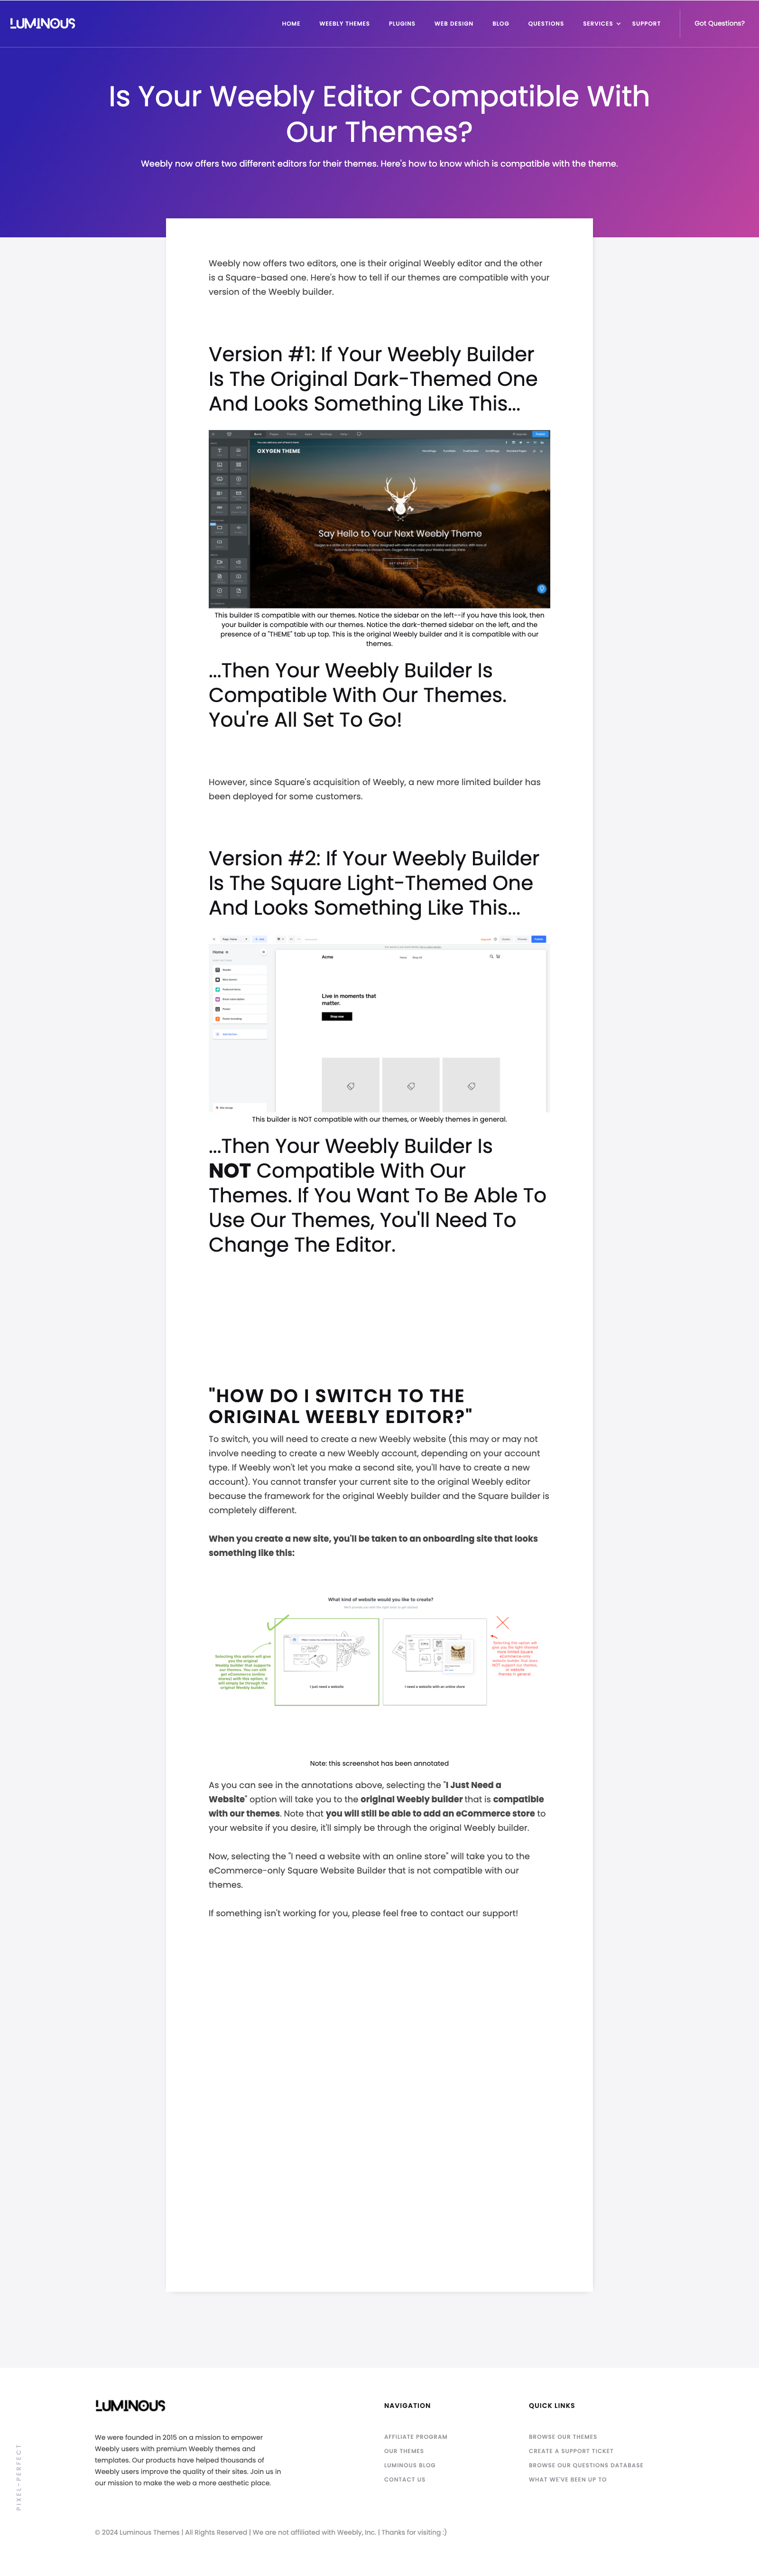 LUMINOUS
HOME
WEEBLY THEMES
PLUGINS
WEB DESIGN
BLOG
QUESTIONS
SERVICES
SUPPORT
Got Questions?
Is Your Weebly Editor Compatible With
Our Themes?
Weebly now offers two different editors for their themes. Here's how to know which is compatible with the theme.
Weebly now offers two editors, one is their original Weebly editor and the other
is a Square-based one. Here's how to tell if our themes are compatible with your
version of the Weebly builder.
Version #1: If Your Weebly Builder
Is The Original Dark-Themed One
And Looks Something Like This...
OXYGEN THEME
Say Hello to Your Next Weebly Theme
GET STARTED
This builder IS compatible with our themes. Notice the sidebar on the left--if you have this look, then
your builder is compatible with our themes. Notice the dark-themed sidebar on the left, and the
presence of a "THEME" tab up top. This is the original Weebly builder and it is compatible with our
themes.
...Then Your Weebly Builder Is
Compatible With Our Themes.
You're All Set To Go!
However, since Square's acquisition of Weebly, a new more limited builder has
been deployed for some customers.
Version #2: If Your Weebly Builder
Is The Square Light-Themed One
And Looks Something Like This...
Home
Acme
Live in moments that
matter.
Shop now
This builder is NOT compatible with our themes, or Weebly themes in general.
...Then Your Weebly Builder Is
NOT Compatible With Our
Themes. If You Want To Be Able To
Use Our Themes, You'll Need To
Change The Editor.
"HOW DO I SWITCH TO THE
ORIGINAL WEEBLY EDITOR?"
To switch, you will need to create a new Weebly website (this may or may not
involve needing to create a new Weebly account, depending on your account
type. If Weebly won't let you make a second site, you'll have to create a new
account). You cannot transfer your current site to the original Weebly editor
because the framework for the original Weebly builder and the Square builder is
completely different.
When you create a new site, you'll be taken to an onboarding site that looks
something like this:
What kind of website would you like to create?
Selecting this option will give
you the original
Weebly builder that supports
our themes. You can still
get eCommerce (online
stores) with this option, it
will simply be through the
original Weebly builder.
I just need a website
I need a website with an online store
Selecting this option will
give you the light-themed
more limited Square
eCommerce-only
website builder that does
NOT support our themes,
or website
themes in general.
Note: this screenshot has been annotated
As you can see in the annotations above, selecting the "I Just Need a
Website" option will take you to the original Weebly builder that is compatible
with our themes. Note that you will still be able to add an eCommerce store to
your website if you desire, it'll simply be through the original Weebly builder.
Now, selecting the "I need a website with an online store" will take you to the
eCommerce-only Square Website Builder that is not compatible with our
themes.
If something isn't working for you, please feel free to contact our support!
LUMINOUS
NAVIGATION
QUICK LINKS
We were founded in 2015 on a mission to empower
Weebly users with premium Weebly themes and
templates. Our products have helped thousands of
Weebly users improve the quality of their sites. Join us in
our mission to make the web a more aesthetic place.
AFFILIATE PROGRAM
OUR THEMES
LUMINOUS BLOG
CONTACT US
BROWSE OUR THEMES
CREATE A SUPPORT TICKET
BROWSE OUR QUESTIONS DATABASE
WHAT WE'VE BEEN UP TO
PIXEL-PERFECT
© 2024 Luminous Themes | All Rights Reserved | We are not affiliated with Weebly, Inc. | Thanks for visiting :)